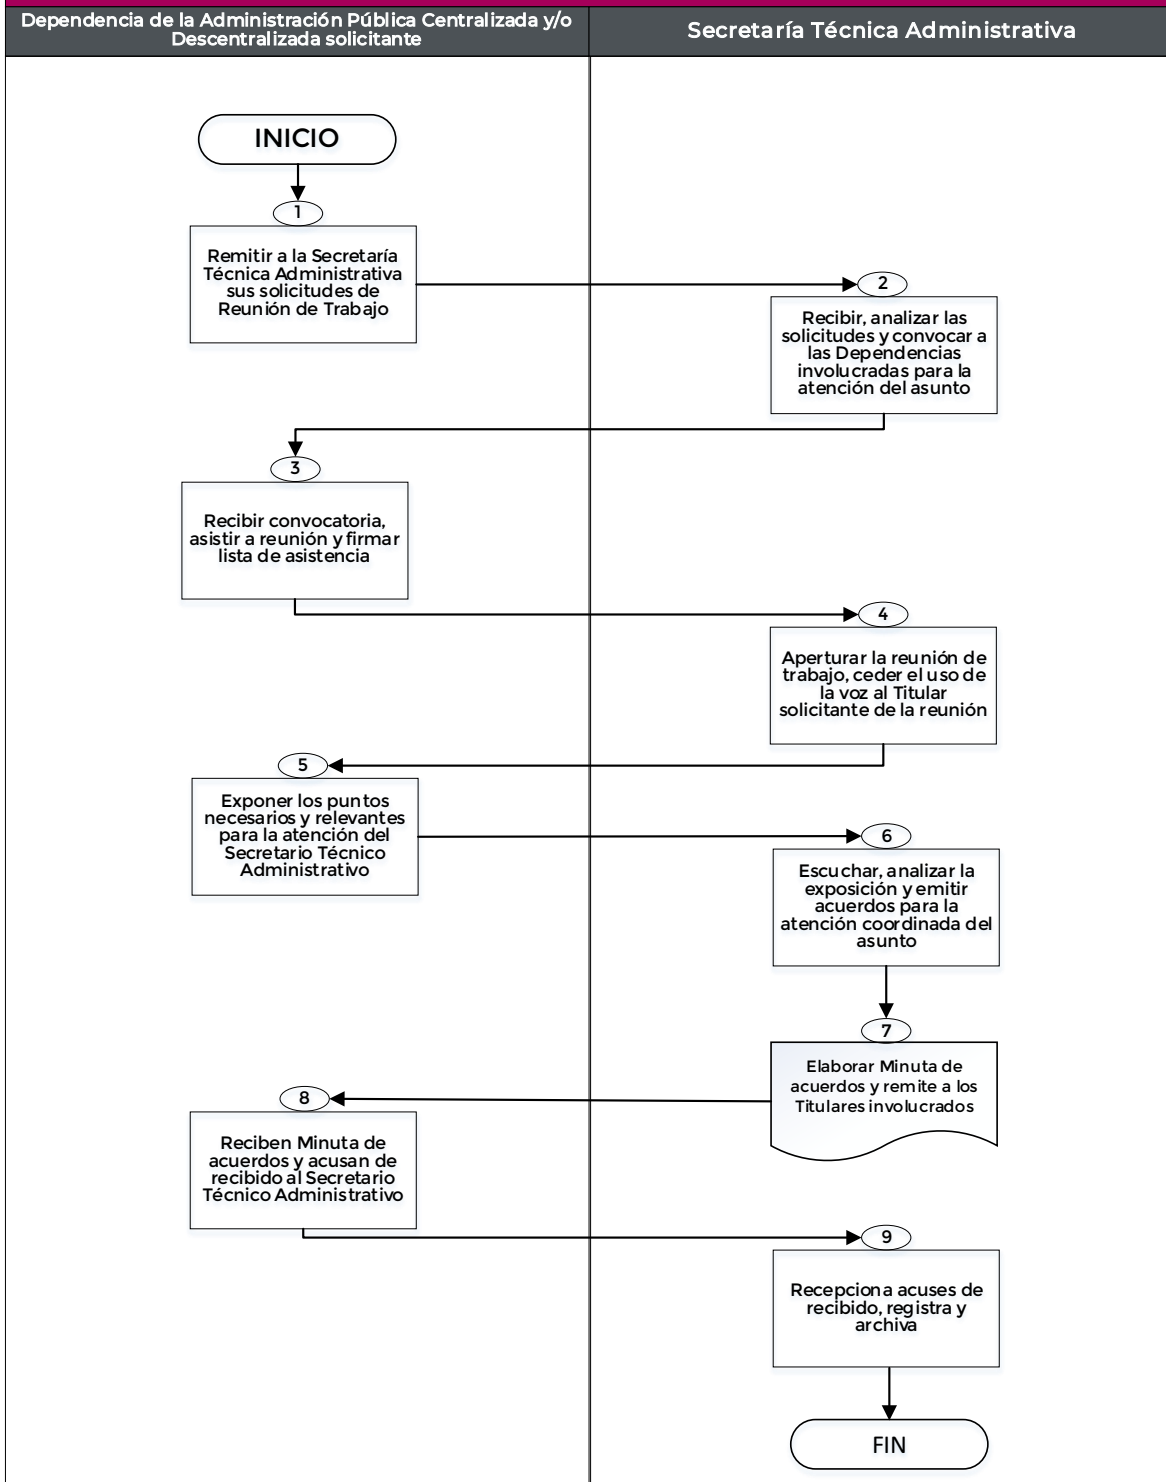 Dependencia de la Administración Pública Centralizada y/o
Descentralizada solicitante
Secretaría Técnica Administrativa
INICIO
1
Remitir a la Secretaría
Técnica Administrativa
sus solicitudes de
Reunión de Trabajo
2
Recibir, analizar las
solicitudes y convocar a
las Dependencias
involucradas para la
atención del asunto
3
Recibir convocatoria,
asistir a reunión y firmar
lista de asistencia
4
Aperturar la reunión de
trabajo, ceder el uso de
la voz al Titular
solicitante de la reunión
5
Exponer los puntos
necesarios y relevantes
para la atención del
Secretario Técnico
Administrativo
6
Escuchar, analizar la
exposición y emitir
acuerdos para la
atención coordinada del
asunto
7
Elaborar Minuta de
acuerdos y remite a los
Titulares involucrados
8
Reciben Minuta de
acuerdos y acusan de
recibido al Secretario
Técnico Administrativo
9
Recepciona acuses de
recibido, registra y
archiva
FIN